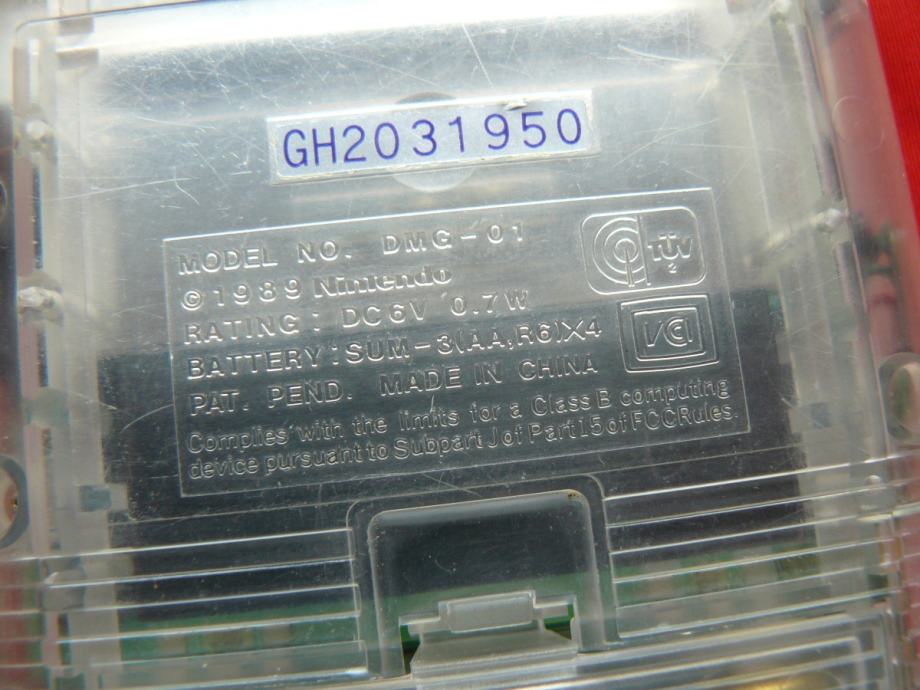 GH2031950
MODEL NO. DMG-01
©1989 Nintendo
RATING: DC6V 0.7W
BATTERY:SUM-3(AA,R6)X4
PAT. PEND. MADE IN CHINA
Complies with the limits for a Class B computing
device pursuant to Subpart J of Part 15 of FCC Rules.
TÜV
2